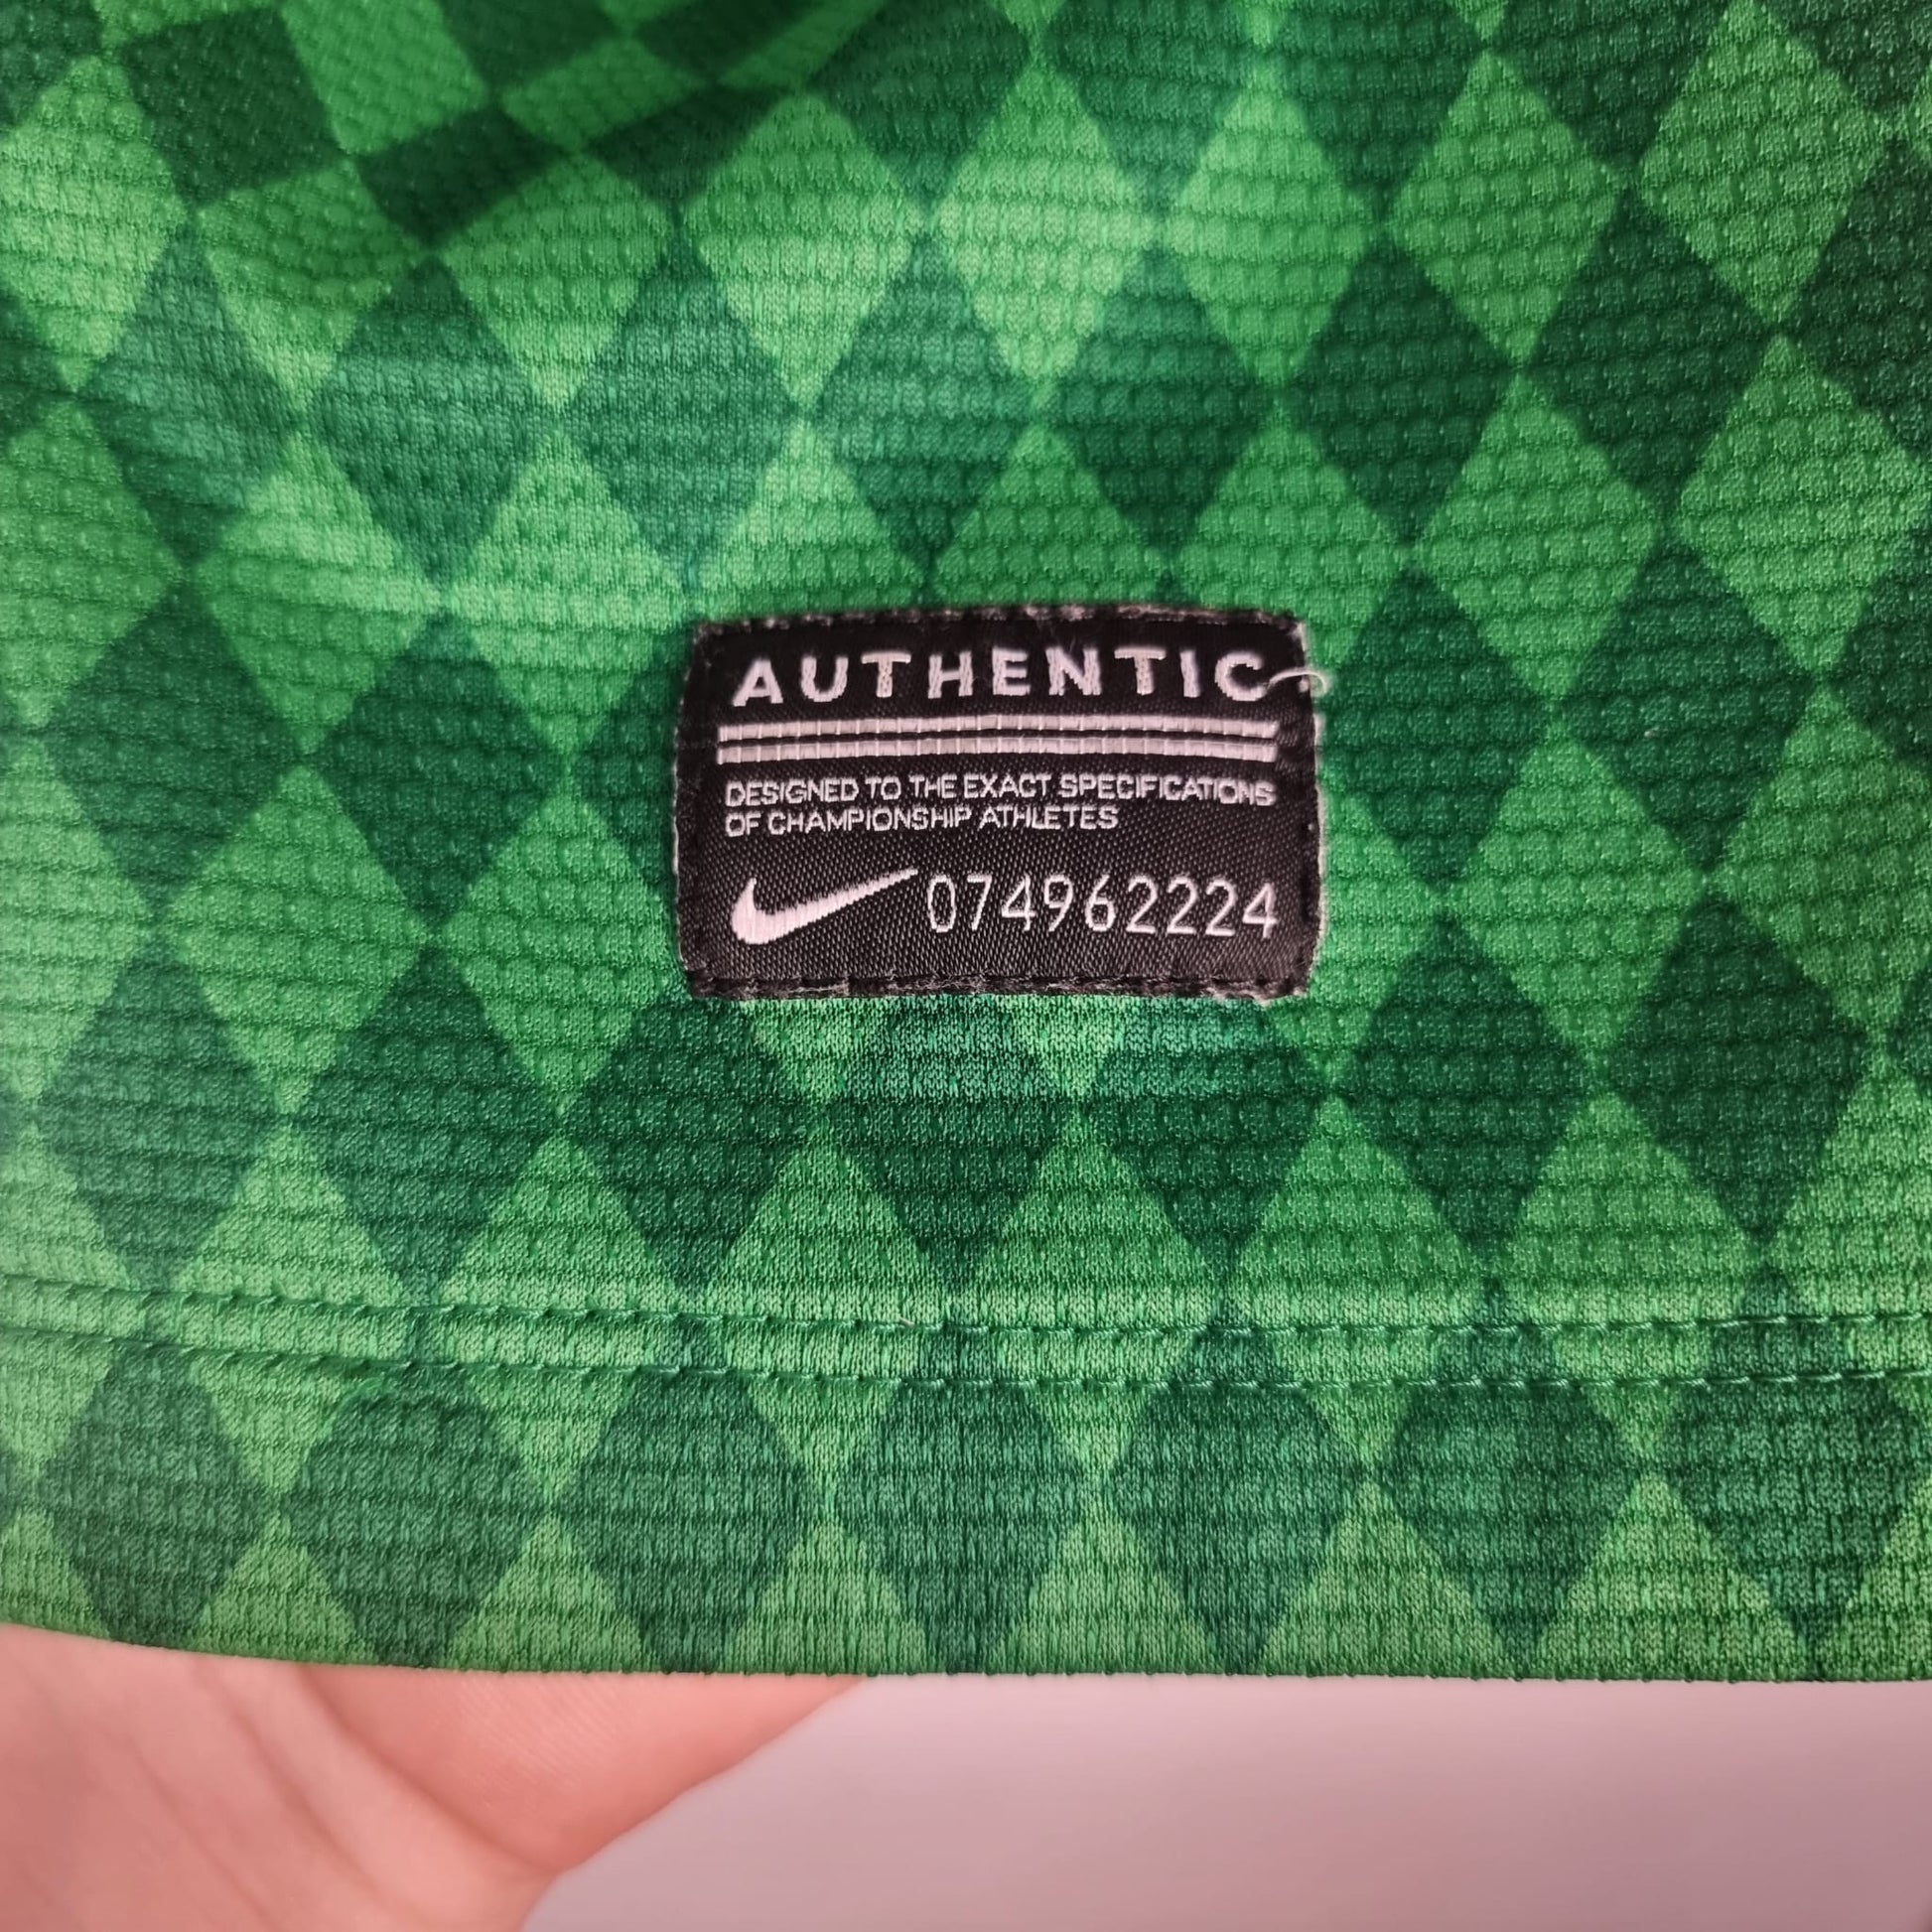 AUTHENTIC
DESIGNED TO THE EXACT SPECIFICATIONS
OF CHAMPIONSHIP ATHLETES
074962224